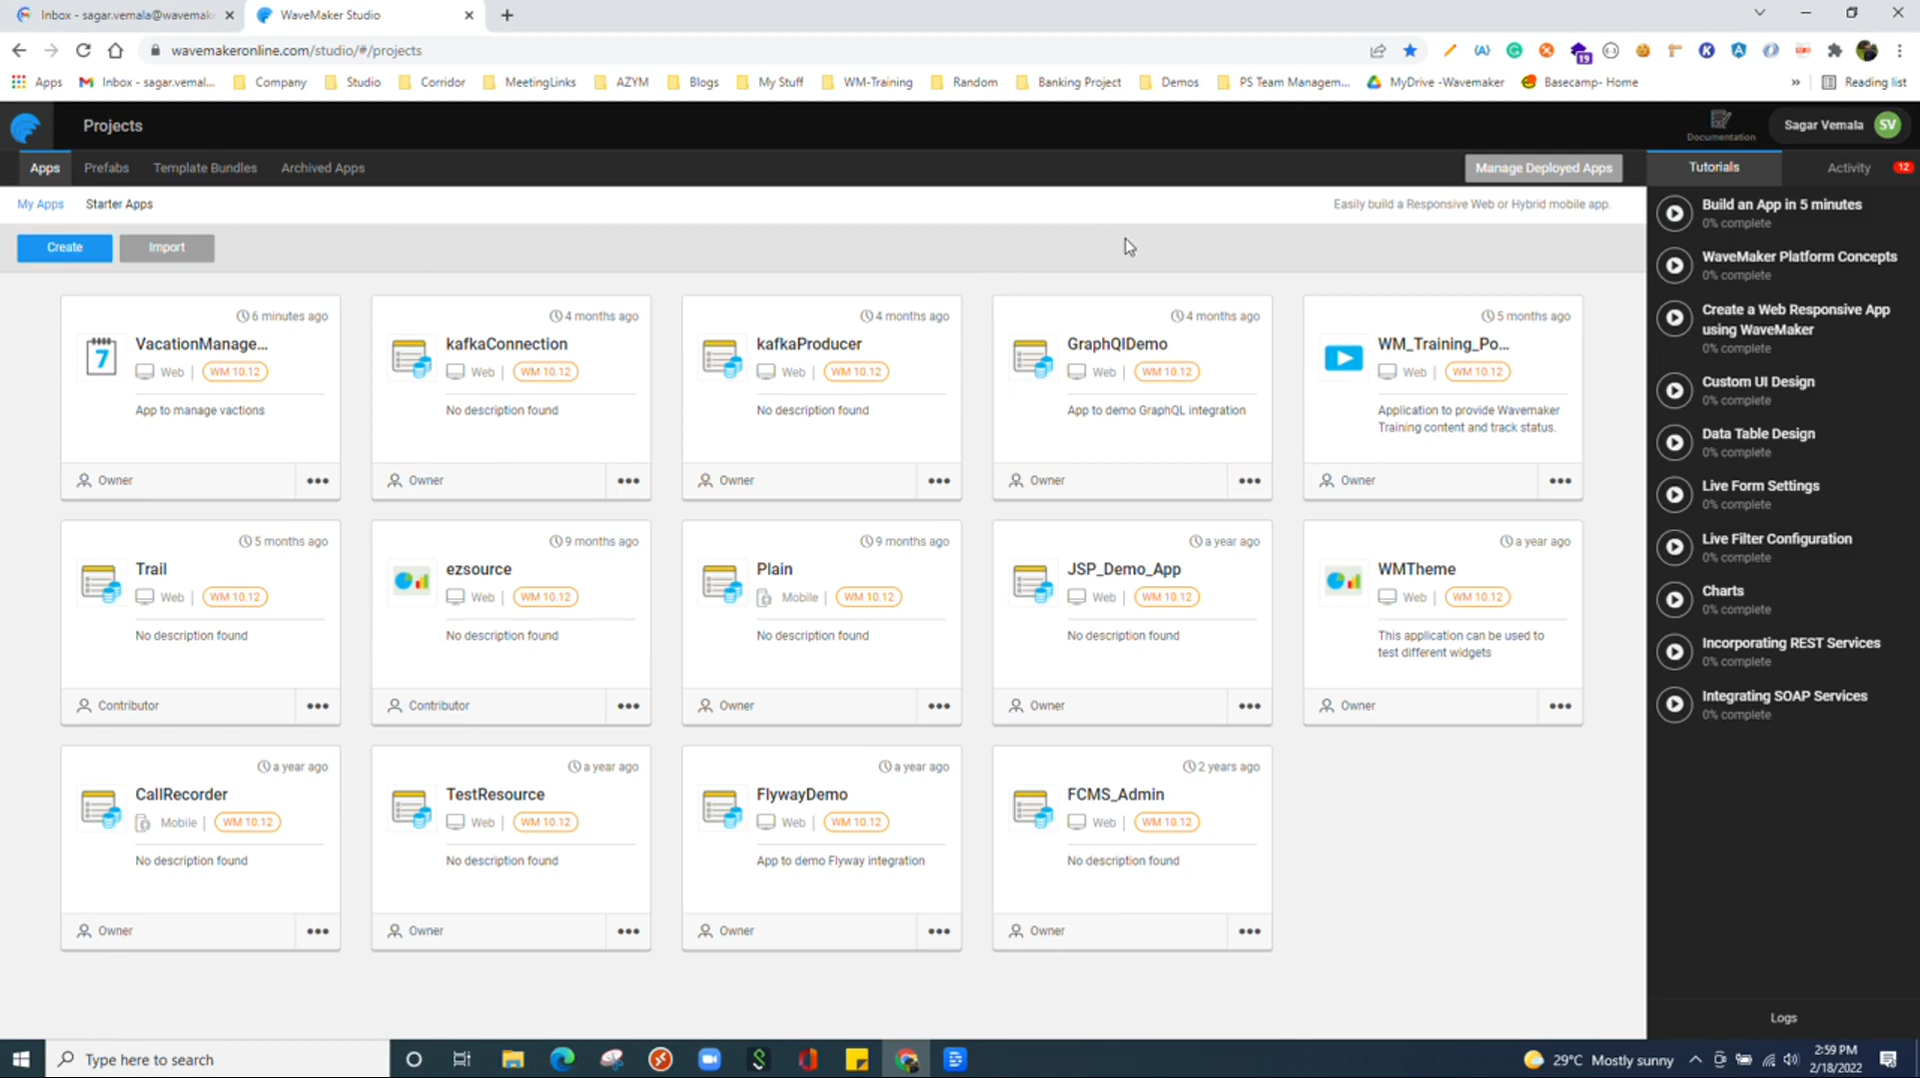 Inbox - sagar.vemala@wavemak
WaveMaker Studio
wavemakeronline.com/studio/#/projects
19
Apps
Inbox - sagar.vemal...
Company
Studio
Corridor
MeetingLinks
AZYM
Blogs
My Stuff
WM-Training
Random
Banking Project
Demos
PS Team Managem...
MyDrive -Wavemaker
Basecamp- Home
»
Reading list
Projects
Documentation
Sagar Vemala SV
Apps
Prefabs
Template Bundles
Archived Apps
Manage Deployed Apps
Tutorials
Activity 12
My Apps
Starter Apps
Easily build a Responsive Web or Hybrid mobile app.
Create
Import
6 minutes ago
VacationManage...
Web | WM 10.12
App to manage vactions
Owner
4 months ago
kafkaConnection
Web | WM 10.12
No description found
Owner
4 months ago
kafkaProducer
Web | WM 10.12
No description found
Owner
4 months ago
GraphQlDemo
Web | WM 10.12
App to demo GraphQL integration
Owner
5 months ago
WM_Training_Po...
Web | WM 10.12
Application to provide Wavemaker
Training content and track status.
Owner
5 months ago
Trail
Web | WM 10.12
No description found
Contributor
9 months ago
ezsource
Web | WM 10.12
No description found
Contributor
9 months ago
Plain
Mobile | WM 10.12
No description found
Owner
a year ago
JSP_Demo_App
Web | WM 10.12
No description found
Owner
a year ago
WMTheme
Web | WM 10.12
This application can be used to
test different widgets
Owner
a year ago
CallRecorder
Mobile | WM 10.12
No description found
Owner
a year ago
TestResource
Web | WM 10.12
No description found
Owner
a year ago
FlywayDemo
Web | WM 10.12
App to demo Flyway integration
Owner
2 years ago
FCMS_Admin
Web | WM 10.12
No description found
Owner
Build an App in 5 minutes
0% complete
WaveMaker Platform Concepts
0% complete
Create a Web Responsive App
using WaveMaker
0% complete
Custom UI Design
0% complete
Data Table Design
0% complete
Live Form Settings
0% complete
Live Filter Configuration
0% complete
Charts
0% complete
Incorporating REST Services
0% complete
Integrating SOAP Services
0% complete
Logs
Type here to search
29°C Mostly sunny
2:59 PM
2/18/2022